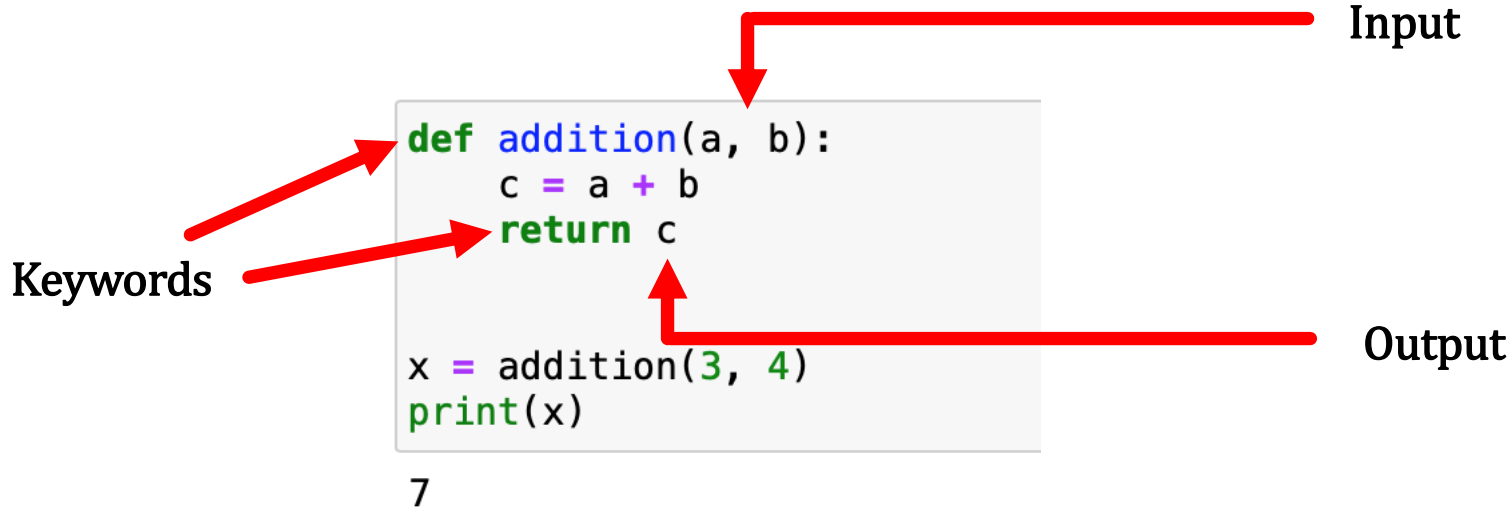 Input
def addition(a, b):
    c = a + b
    return c
Keywords
Output
x = addition(3, 4)
print(x)
7